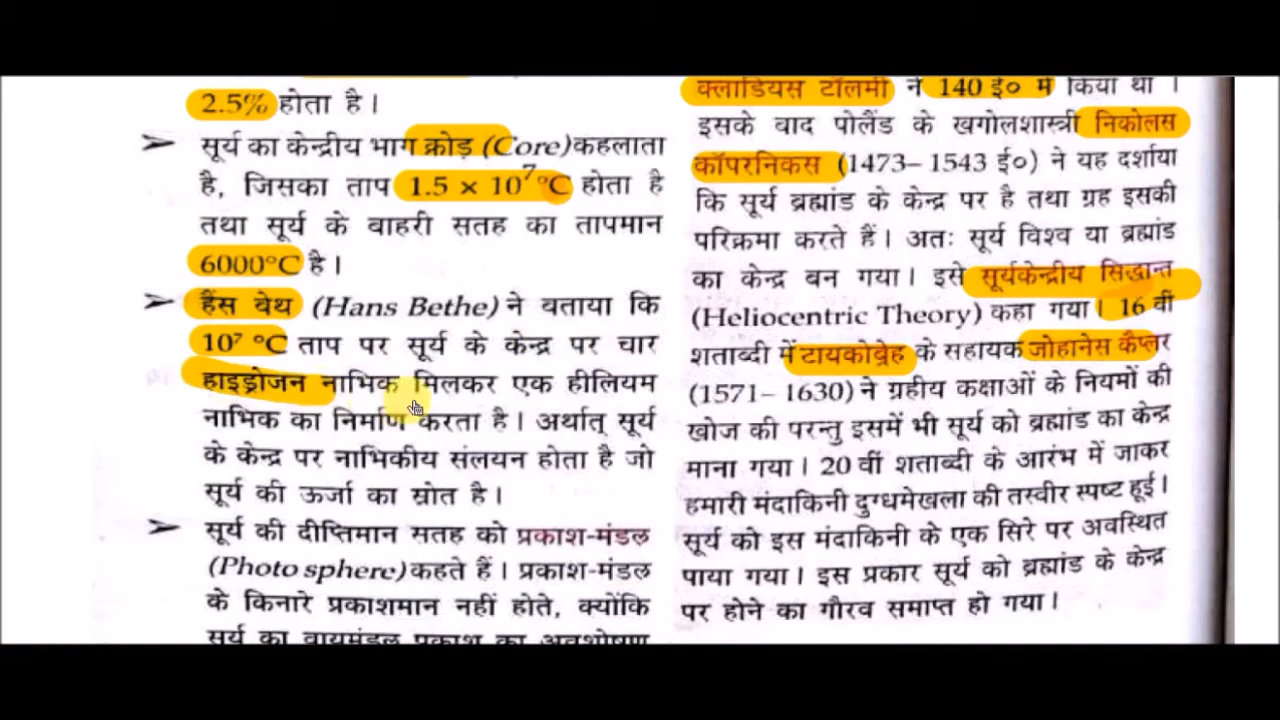 2.5% होता है।
➢ सूर्य का केन्द्रीय भाग क्रोड़ (Core) कहलाता
है, जिसका ताप 1.5 × 10⁷ °C होता है
तथा सूर्य के बाहरी सतह का तापमान
6000°C है।
➢ हैंस बेथ (Hans Bethe) ने बताया कि
10⁷ °C ताप पर सूर्य के केन्द्र पर चार
हाइड्रोजन नाभिक मिलकर एक हीलियम
नाभिक का निर्माण करता है। अर्थात् सूर्य
के केन्द्र पर नाभिकीय संलयन होता है जो
सूर्य की ऊर्जा का स्रोत है।
➢ सूर्य की दीप्तिमान सतह को प्रकाश-मंडल
(Photo sphere) कहते हैं। प्रकाश-मंडल
के किनारे प्रकाशमान नहीं होते, क्योंकि
सूर्य का वायुमंडल प्रकाश का अवशोषण
क्लाडियस टॉलमी ने 140 ई० में किया था।
इसके बाद पोलैंड के खगोलशास्त्री निकोलस
कॉपरनिकस (1473– 1543 ई०) ने यह दर्शाया
कि सूर्य ब्रह्मांड के केन्द्र पर है तथा ग्रह इसकी
परिक्रमा करते हैं। अतः सूर्य विश्व या ब्रह्मांड
का केन्द्र बन गया। इसे सूर्यकेन्द्रीय सिद्धान्त
(Heliocentric Theory) कहा गया। 16 वीं
शताब्दी में टायकोब्रेह के सहायक जोहानेस कैप्लर
(1571– 1630) ने ग्रहीय कक्षाओं के नियमों की
खोज की परन्तु इसमें भी सूर्य को ब्रह्मांड का केन्द्र
माना गया। 20 वीं शताब्दी के आरंभ में जाकर
हमारी मंदाकिनी दुग्धमेखला की तस्वीर स्पष्ट हूई।
सूर्य को इस मंदाकिनी के एक सिरे पर अवस्थित
पाया गया। इस प्रकार सूर्य को ब्रह्मांड के केन्द्र
पर होने का गौरव समाप्त हो गया।